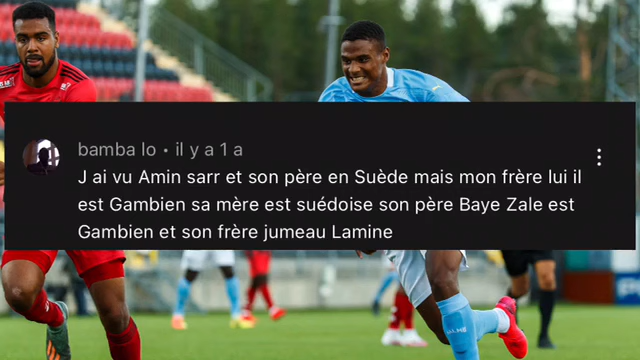 bamba lo • il y a 1 a
J ai vu Amin sarr et son père en Suède mais mon frère lui il
est Gambien sa mère est suédoise son père Baye Zale est
Gambien et son frère jumeau Lamine